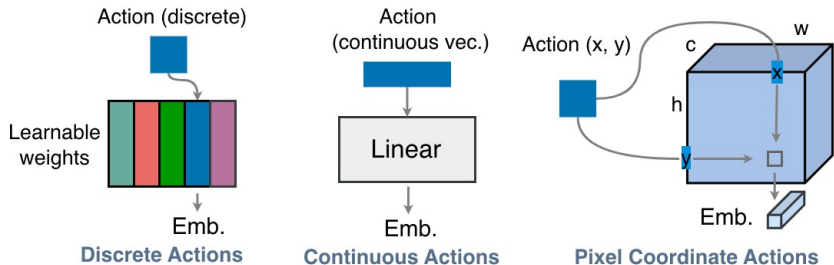 Action (discrete)
Learnable
weights
Emb.
Discrete Actions
Action
(continuous vec.)
Linear
Emb.
Continuous Actions
Action (x, y)
c
w
h
x
y
Emb.
Pixel Coordinate Actions